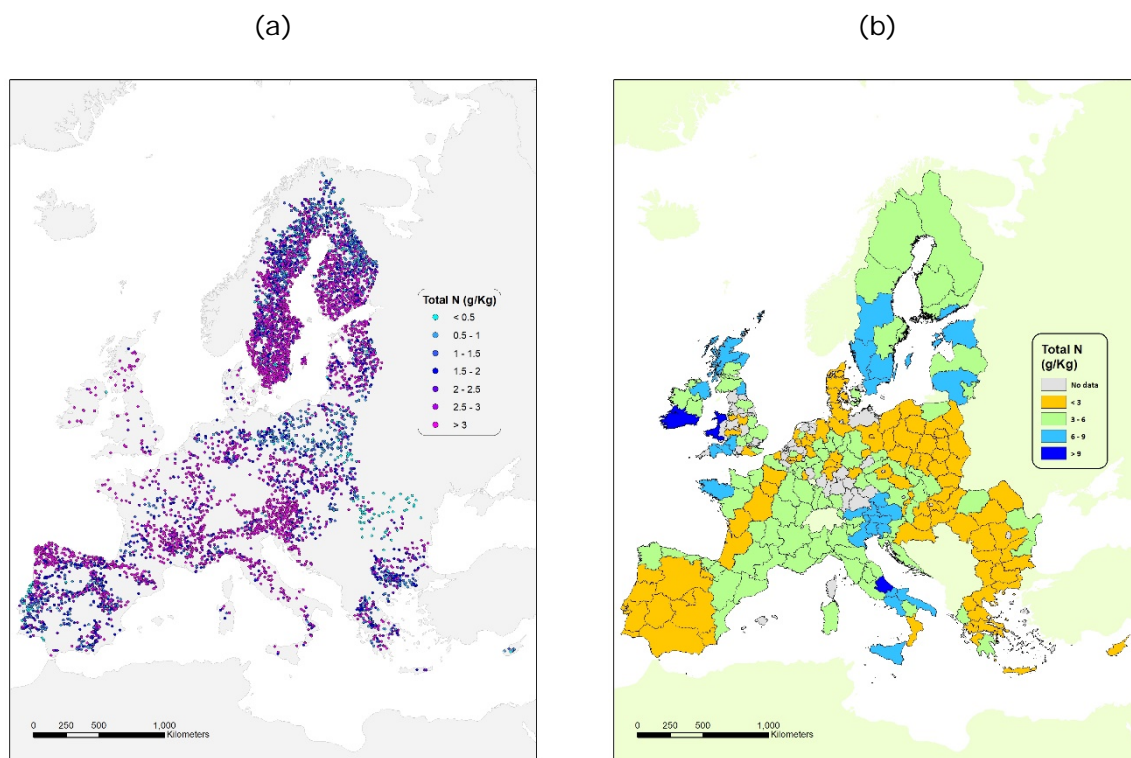 (a)
(b)
Total N (g/Kg)
< 0.5
0.5 - 1
1 - 1.5
1.5 - 2
2 - 2.5
2.5 - 3
> 3
0 250 500 1,000
Kilometers
Total N
(g/Kg)
No data
< 3
3 - 6
6 - 9
> 9
0 250 500 1,000
Kilometers